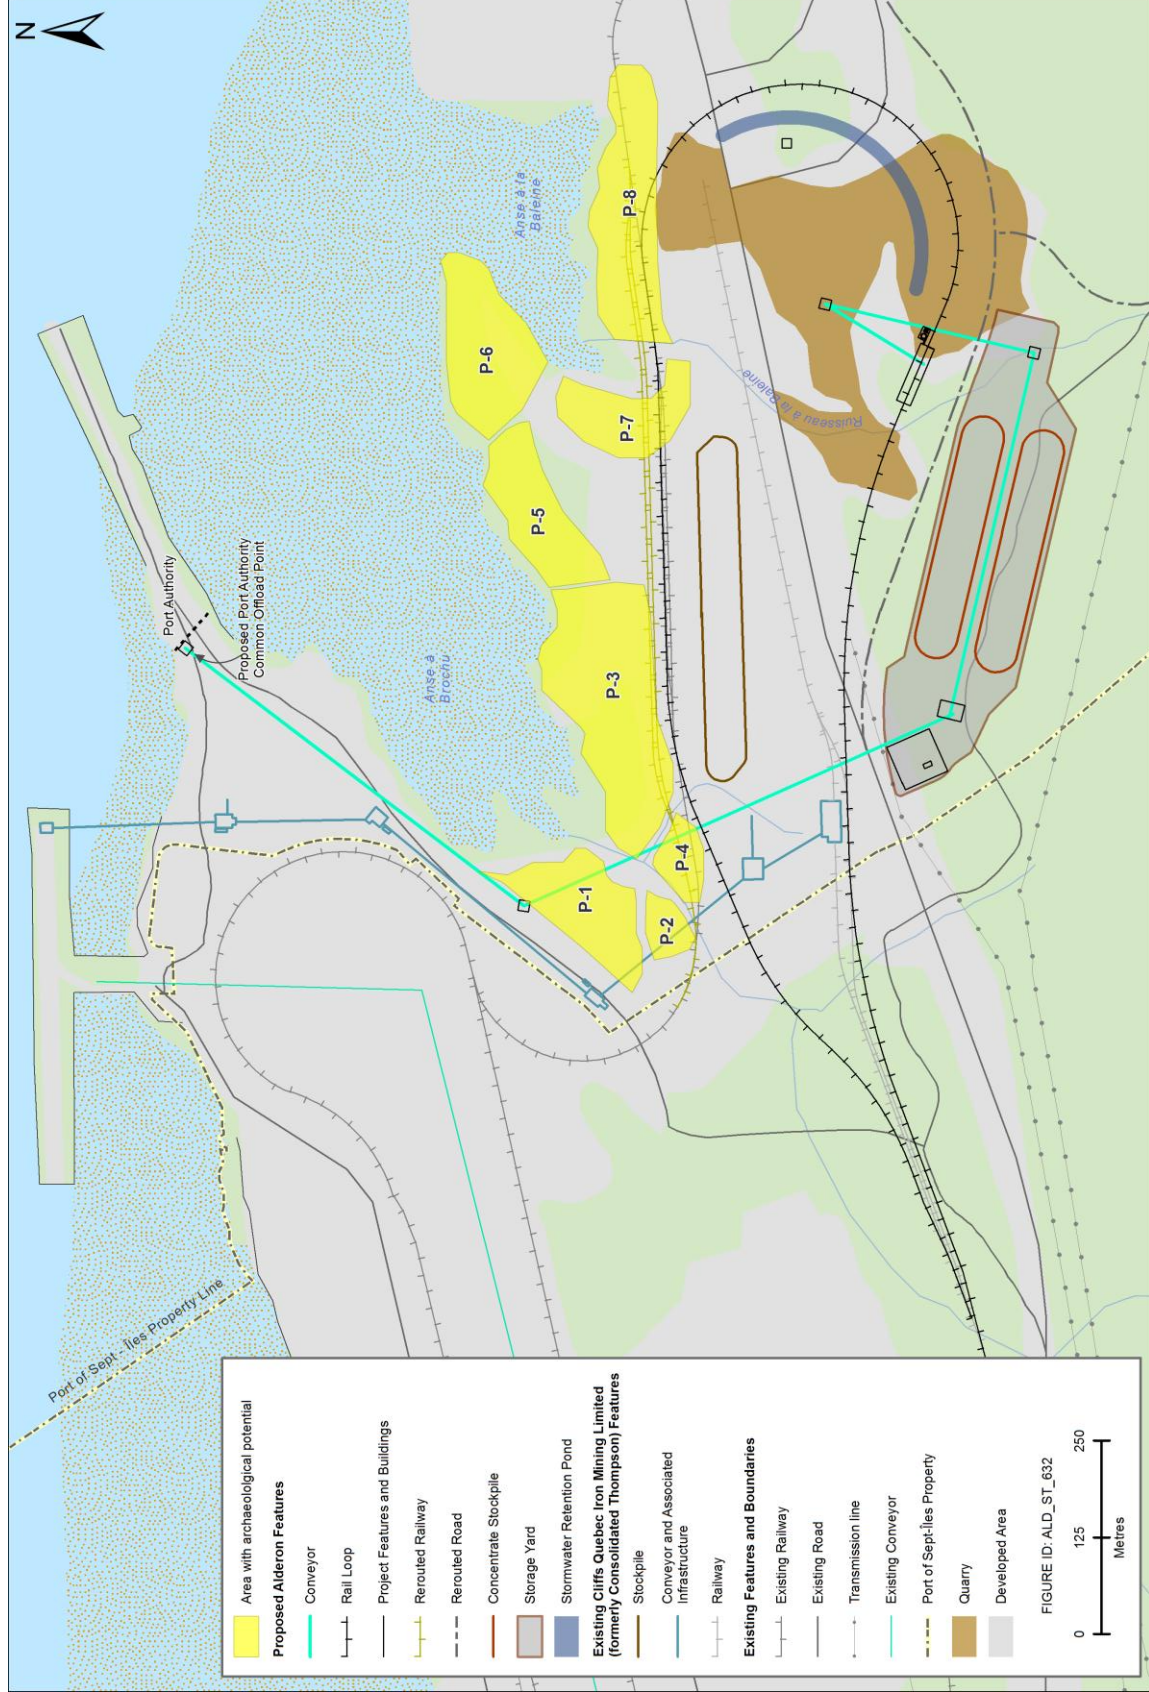 N
Port Authority
Proposed Port Authority
Common Offload Point
Anse à la
Baleine
Anse à
Brochu
Ruisseau à la Baleine
P-1
P-2
P-3
P-4
P-5
P-6
P-7
P-8
Port of Sept - Îles Property Line
Area with archaeological potential
Proposed Alderon Features
Conveyor
Rail Loop
Project Features and Buildings
Rerouted Railway
Rerouted Road
Concentrate Stockpile
Storage Yard
Stormwater Retention Pond
Existing Cliffs Quebec Iron Mining Limited
(formerly Consolidated Thompson) Features
Stockpile
Conveyor and Associated
Infrastructure
Railway
Existing Features and Boundaries
Existing Railway
Existing Road
Transmission line
Existing Conveyor
Port of Sept-Îles Property
Quarry
Developed Area
FIGURE ID: ALD_ST_632
0 125 250
Metres